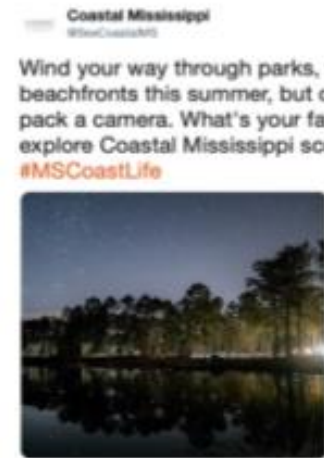 Coastal Mississippi
@SeeCoastalMS
Wind your way through parks,
beachfronts this summer, but
pack a camera. What's your fa
explore Coastal Mississippi sc
#MSCoastLife